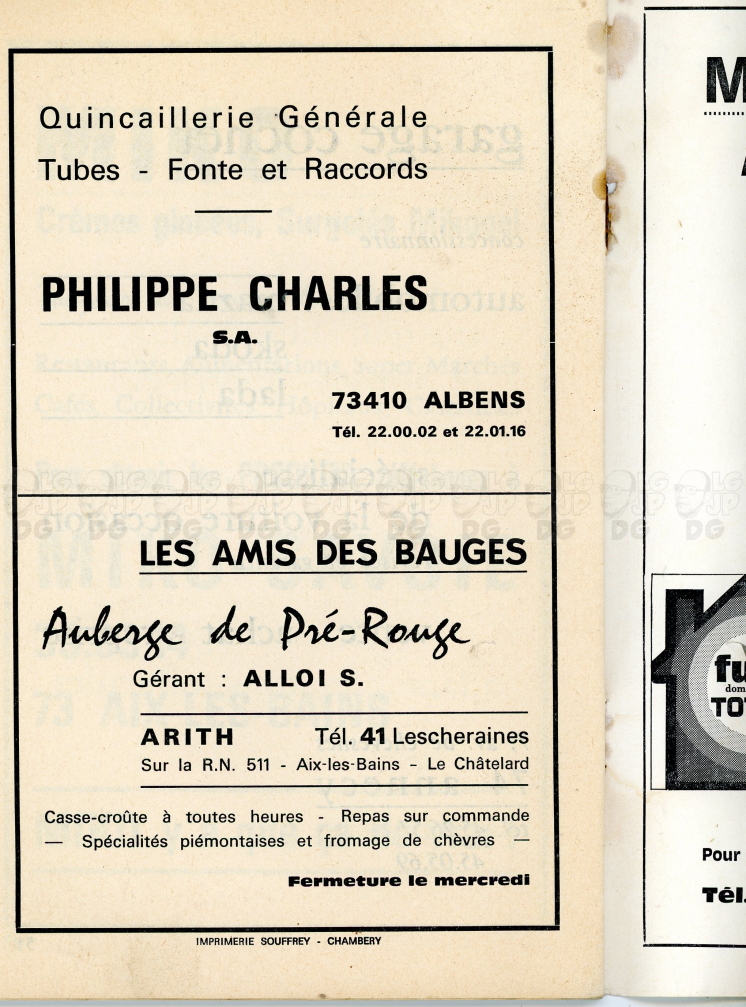 Quincaillerie Générale
Tubes - Fonte et Raccords
PHILIPPE CHARLES
S.A.
73410 ALBENS
Tél. 22.00.02 et 22.01.16
LES AMIS DES BAUGES
Auberge de Pré-Rouge
Gérant : ALLOI S.
ARITH Tél. 41 Lescheraines
Sur la R.N. 511 - Aix-les-Bains - Le Châtelard
Casse-croûte à toutes heures - Repas sur commande
— Spécialités piémontaises et fromage de chèvres —
Fermeture le mercredi
IMPRIMERIE SOUFFREY - CHAMBERY
M
fu
dom
TO
Pour
Tél.